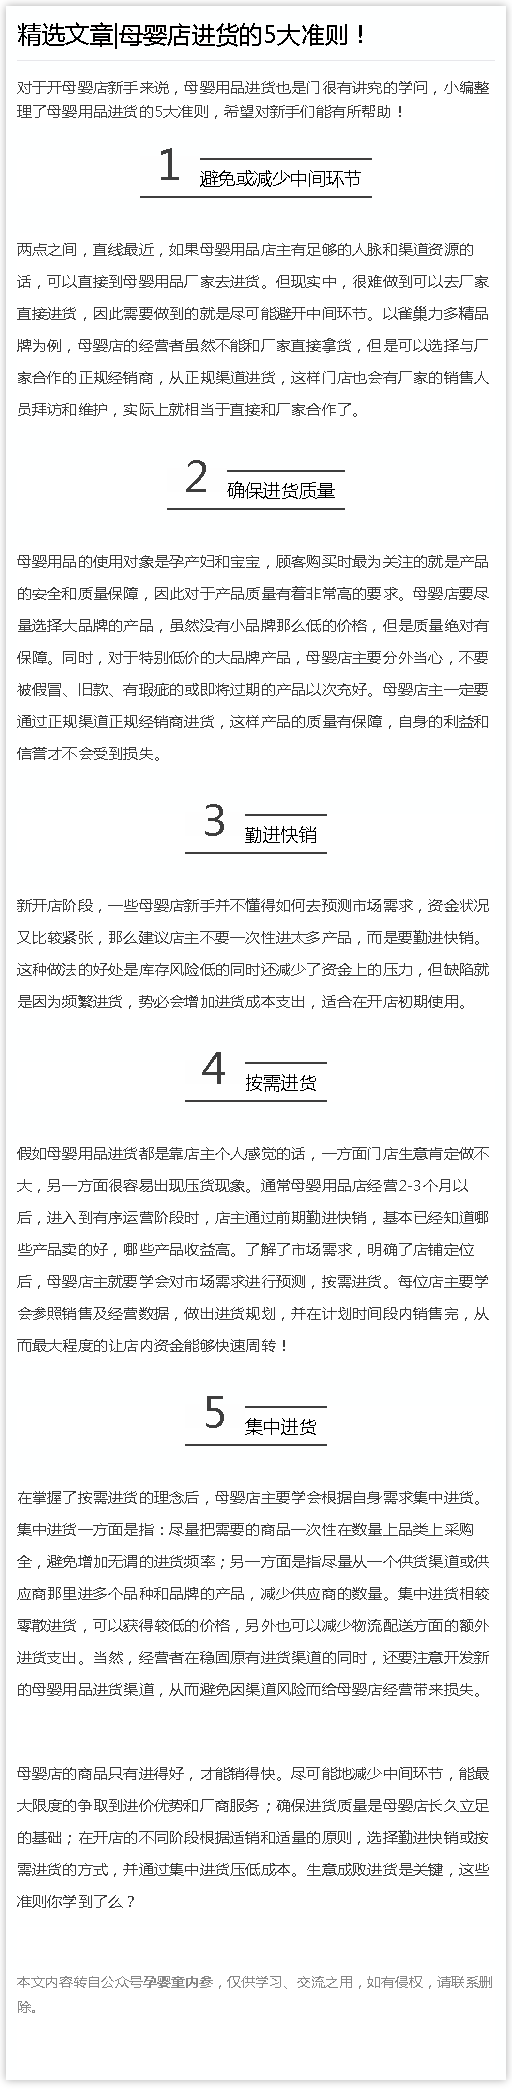 精选文章|母婴店进货的5大准则！
对于开母婴店新手来说，母婴用品进货也是门很有讲究的学问，小编整
理了母婴用品进货的5大准则，希望对新手们能有所帮助！
1
避免或减少中间环节
两点之间，直线最近，如果母婴用品店主有足够的人脉和渠道资源的
话，可以直接到母婴用品厂家去进货。但现实中，很难做到可以去厂家
直接进货，因此需要做到的就是尽可能避开中间环节。以雀巢力多精品
牌为例，母婴店的经营者虽然不能和厂家直接拿货，但是可以选择与厂
家合作的正规经销商，从正规渠道进货，这样门店也会有厂家的销售人
员拜访和维护，实际上就相当于直接和厂家合作了。
2
确保进货质量
母婴用品的使用对象是孕产妇和宝宝，顾客购买时最为关注的就是产品
的安全和质量保障，因此对于产品质量有着非常高的要求。母婴店要尽
量选择大品牌的产品，虽然没有小品牌那么低的价格，但是质量绝对有
保障。同时，对于特别低价的大品牌产品，母婴店主要分外当心，不要
被假冒、旧款、有瑕疵的或即将过期的产品以次充好。母婴店主一定要
通过正规渠道正规经销商进货，这样产品的质量有保障，自身的利益和
信誉才不会受到损失。
3
勤进快销
新开店阶段，一些母婴店新手并不懂得如何去预测市场需求，资金状况
又比较紧张，那么建议店主不要一次性进太多产品，而是要勤进快销。
这种做法的好处是库存风险低的同时还减少了资金上的压力，但缺陷就
是因为频繁进货，势必会增加进货成本支出，适合在开店初期使用。
4
按需进货
假如母婴用品进货都是靠店主个人感觉的话，一方面门店生意肯定做不
大，另一方面很容易出现压货现象。通常母婴用品店经营2-3个月以
后，进入到有序运营阶段时，店主通过前期勤进快销，基本已经知道哪
些产品卖的好，哪些产品收益高。了解了市场需求，明确了店铺定位
后，母婴店主就要学会对市场需求进行预测，按需进货。每位店主要学
会参照销售及经营数据，做出进货规划，并在计划时间段内销售完，从
而最大程度的让店内资金能够快速周转！
5
集中进货
在掌握了按需进货的理念后，母婴店主要学会根据自身需求集中进货。
集中进货一方面是指：尽量把需要的商品一次性在数量上品类上采购
全，避免增加无谓的进货频率；另一方面是指尽量从一个供货渠道或供
应商那里进多个品种和品牌的产品，减少供应商的数量。集中进货相较
零散进货，可以获得较低的价格，另外也可以减少物流配送方面的额外
进货支出。当然，经营者在稳固原有进货渠道的同时，还要注意开发新
的母婴用品进货渠道，从而避免因渠道风险而给母婴店经营带来损失。
母婴店的商品只有进得好，才能销得快。尽可能地减少中间环节，能最
大限度的争取到进价优势和厂商服务；确保进货质量是母婴店长久立足
的基础；在开店的不同阶段根据适销和适量的原则，选择勤进快销或按
需进货的方式，并通过集中进货压低成本。生意成败进货是关键，这些
准则你学到了么？
本文内容转自公众号孕婴童内参，仅供学习、交流之用，如有侵权，请联系删
除。